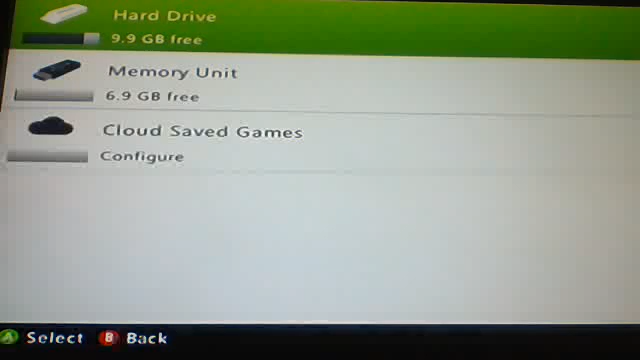 Hard Drive
9.9 GB free
Memory Unit
6.9 GB free
Cloud Saved Games
Configure
A Select B Back